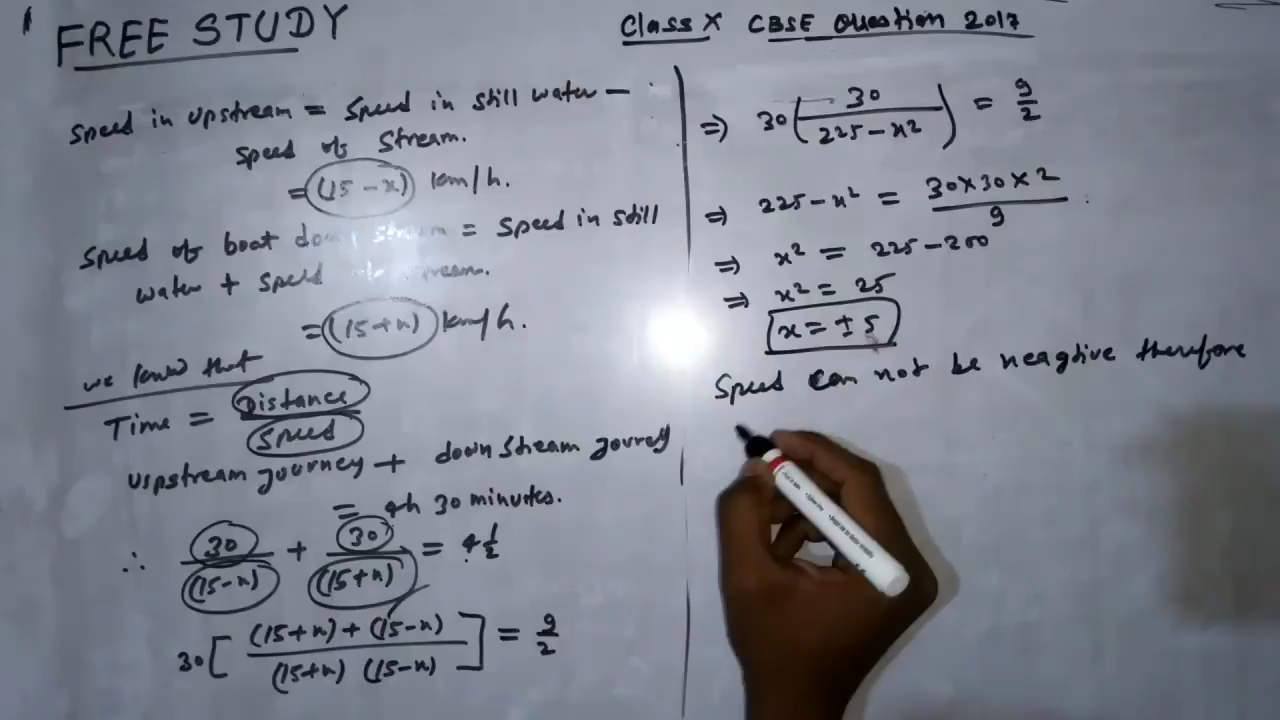 FREE STUDY
Class X CBSE Question 2017
Speed in upstream = Speed in still water -
Speed of Stream.
= (15-x) km/h.
Speed of boat down stream = Speed in still
water + speed
= (15+x) km/h.
we know that
Time = Distance
Speed
Upstream journey + down stream jourey
= 4h 30 minutes.
∴ 30/(15-x) + 30/(15+x) = 4 1/2
30[((15+x)+(15-x))/((15+x)(15-x))] = 9/2
⇒ 30(30/(225-x²)) = 9/2
⇒ 225-x² = (30×30×2)/9
⇒ x² = 225-200
⇒ x² = 25
x = ±5
Speed can not be neagtive therefore